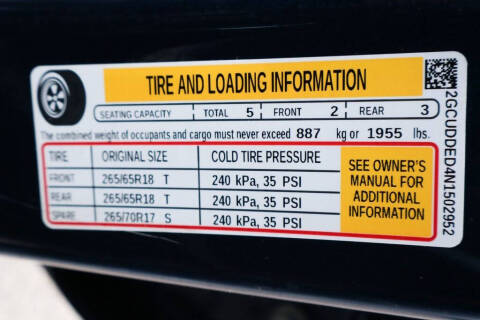 TIRE AND LOADING INFORMATION
SEATING CAPACITY TOTAL 5 FRONT 2 REAR 3
The combined weight of occupants and cargo must never exceed 887 kg or 1955 lbs.
TIRE ORIGINAL SIZE COLD TIRE PRESSURE
FRONT 265/65R18 T 240 kPa, 35 PSI
REAR 265/65R18 T 240 kPa, 35 PSI
SPARE 265/70R17 S 240 kPa, 35 PSI
SEE OWNER'S
MANUAL FOR
ADDITIONAL
INFORMATION
2GCUDDED4N1502952